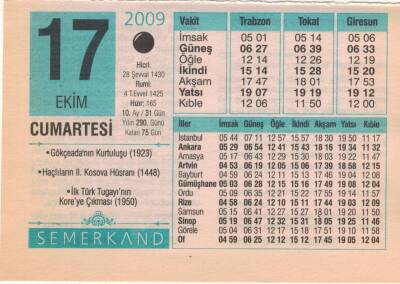 17
2009
EKİM
CUMARTESİ
Hicri:
28 Şevval 1430
Rumi:
4 T.Evvel 1425
Hızır: 165
10. Ay / 31 Gün
Yılın 290. Günü
Kalan 75 Gün
•Gökçeada'nın Kurtuluşu (1923)
•Haçlıların II. Kosova Hüsranı (1448)
•İlk Türk Tugayı'nın
Kore'ye Çıkması (1950)
SEMERKAND
Vakit Trabzon Tokat Giresun
İmsak 05 01 05 14 05 06
Güneş 06 27 06 39 06 33
Öğle 12 14 12 26 12 19
İkindi 15 14 15 28 15 20
Akşam 17 47 18 01 17 53
Yatsı 19 07 19 19 19 12
Kıble 12 06 11 50 12 00
İller İmsak Güneş Öğle İkindi Akşam Yatsı Kıble
İstanbul 05 44 07 11 12 57 15 57 18 30 19 50 11 17
Ankara 05 29 06 54 12 41 15 43 18 16 19 34 11 32
Amasya 05 17 06 43 12 29 15 30 18 03 19 22 11 47
Artvin 04 53 06 19 12 05 15 06 17 39 18 58 12 15
Bayburt 04 59 06 24 12 11 15 14 17 46 19 04 12 08
Gümüşhane 05 03 06 28 12 15 15 17 17 49 19 08 12 04
Ordu 05 09 06 35 12 21 15 22 17 55 19 14 11 56
Rize 04 58 06 24 12 10 15 11 17 44 19 03 12 10
Samsun 05 15 06 41 12 27 15 27 18 01 19 20 11 50
Sinop 05 19 06 47 12 32 15 31 18 05 19 25 11 46
Görele 05 04 06 31 12 17 15 18 17 51 19 09 12 02
Of 04 59 06 25 12 12 15 12 17 45 19 05 12 04